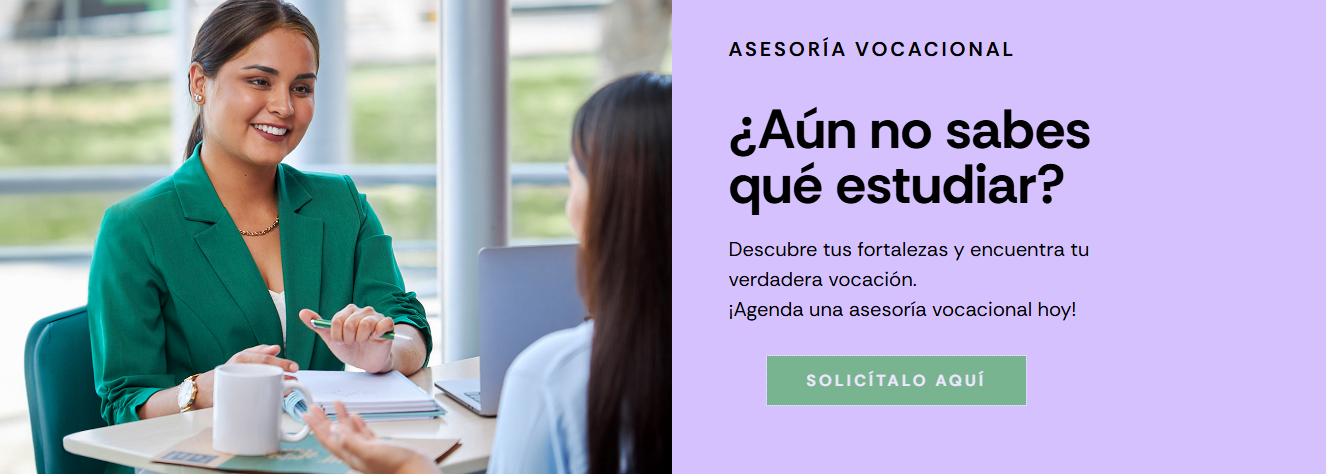 ASESORÍA VOCACIONAL
¿Aún no sabes
qué estudiar?
Descubre tus fortalezas y encuentra tu
verdadera vocación.
¡Agenda una asesoría vocacional hoy!
SOLICÍTALO AQUÍ